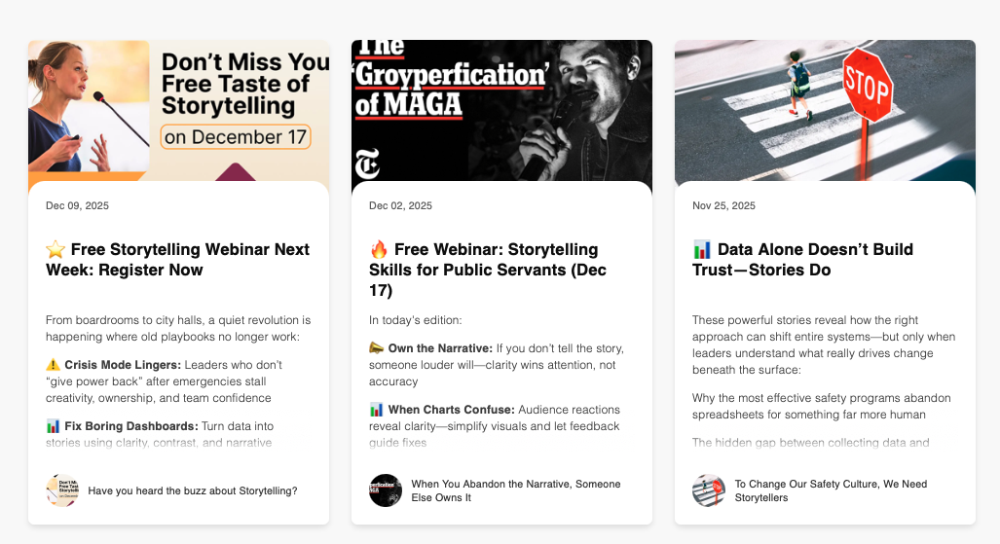 Don't Miss You
Free Taste of
Storytelling
on December 17
Dec 09, 2025
⭐ Free Storytelling Webinar Next
Week: Register Now
From boardrooms to city halls, a quiet revolution is
happening where old playbooks no longer work:
⚠️ Crisis Mode Lingers: Leaders who don't
“give power back” after emergencies stall
creativity, ownership, and team confidence
📊 Fix Boring Dashboards: Turn data into
stories using clarity, contrast, and narrative
Have you heard the buzz about Storytelling?
The
'Groyperfication'
of MAGA
T
Dec 02, 2025
🔥 Free Webinar: Storytelling
Skills for Public Servants (Dec
17)
In today's edition:
📣 Own the Narrative: If you don't tell the story,
someone louder will—clarity wins attention, not
accuracy
📊 When Charts Confuse: Audience reactions
reveal clarity—simplify visuals and let feedback
guide fixes
When You Abandon the Narrative, Someone
Else Owns It
STOP
Nov 25, 2025
📊 Data Alone Doesn't Build
Trust—Stories Do
These powerful stories reveal how the right
approach can shift entire systems—but only when
leaders understand what really drives change
beneath the surface:
Why the most effective safety programs abandon
spreadsheets for something far more human
The hidden gap between collecting data and
To Change Our Safety Culture, We Need
Storytellers